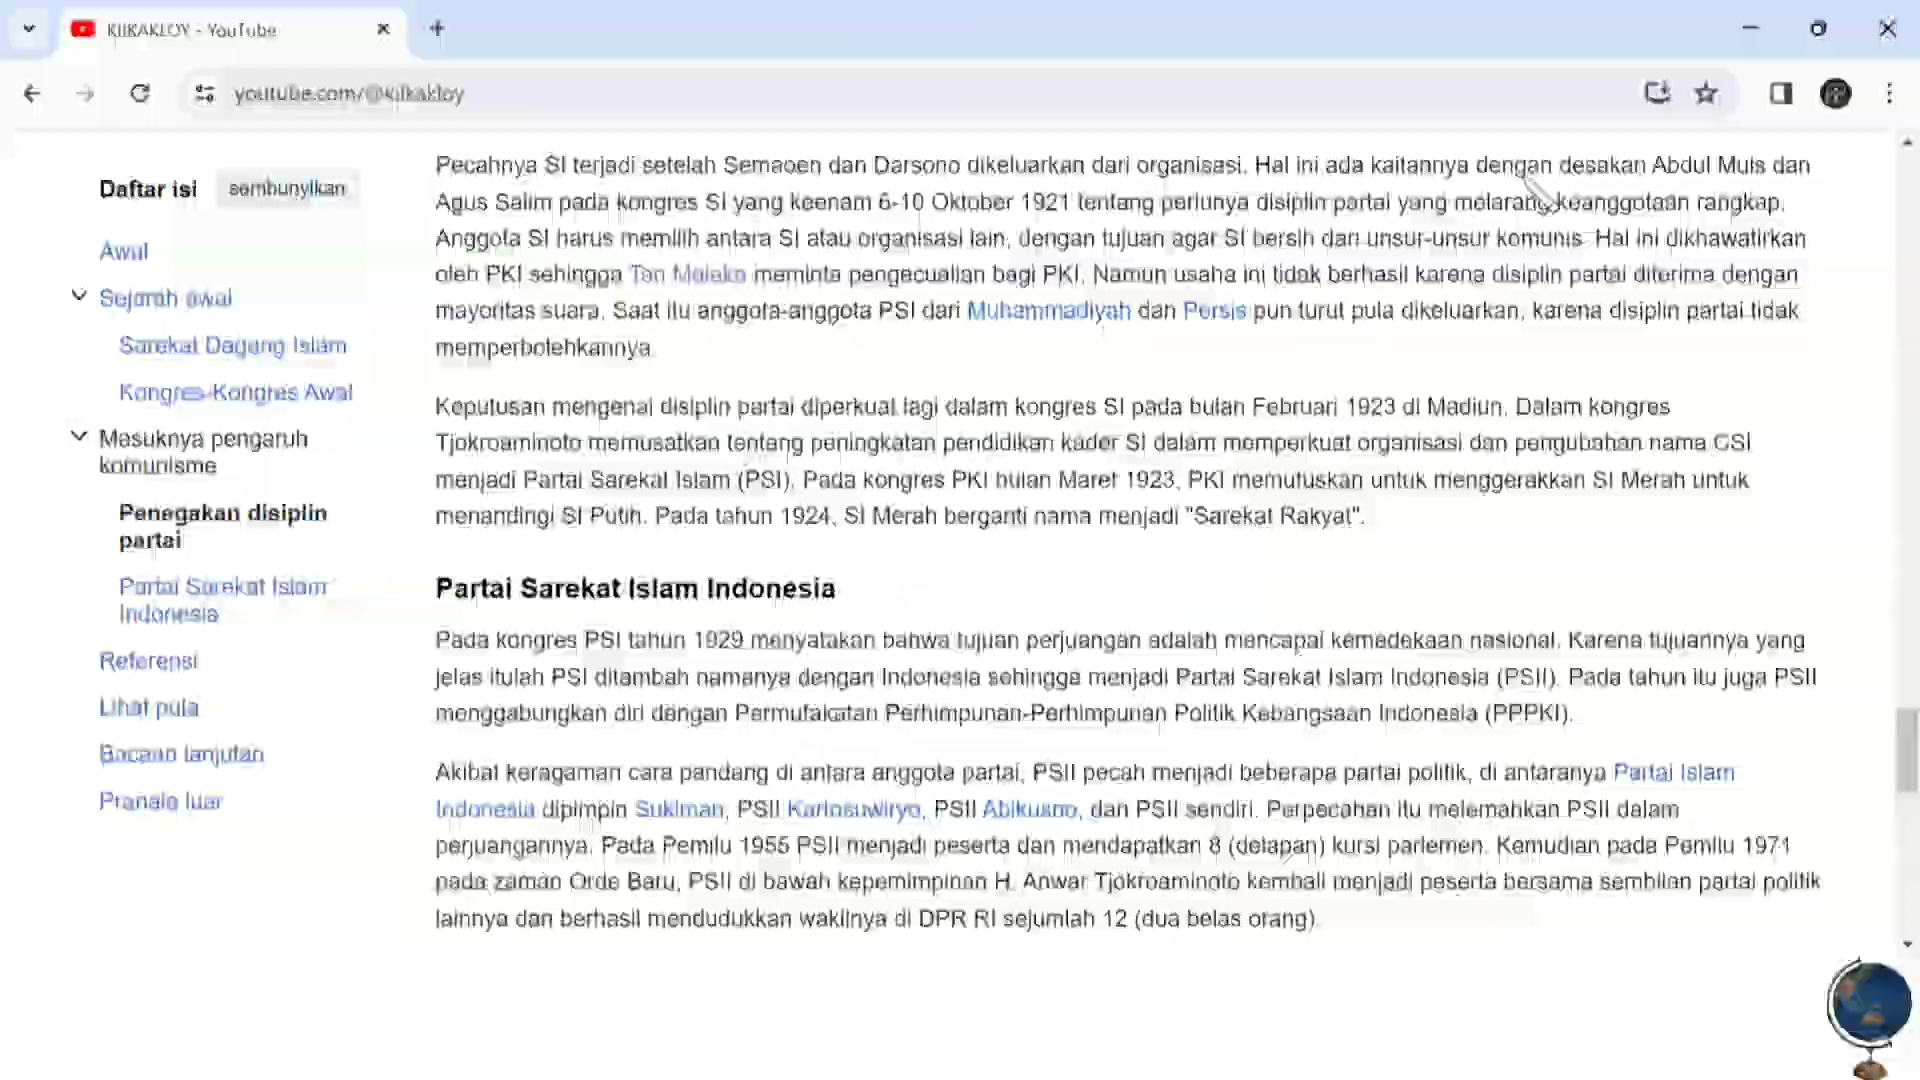 KIIKAKLOY - YouTube
youtube.com/@kiikakloy
Daftar isi sembunyikan
Awal
Sejarah awal
Sarekat Dagang Islam
Kongres-Kongres Awal
Masuknya pengaruh
komunisme
Penegakan disiplin
partai
Partai Sarekat Islam
Indonesia
Referensi
Lihat pula
Bacaan lanjutan
Pranala luar
Pecahnya SI terjadi setelah Semaoen dan Darsono dikeluarkan dari organisasi. Hal ini ada kaitannya dengan desakan Abdul Muis dan
Agus Salim pada kongres SI yang keenam 6-10 Oktober 1921 tentang perlunya disiplin partai yang melarang keanggotaan rangkap.
Anggota SI harus memilih antara SI atau organisasi lain, dengan tujuan agar SI bersih dari unsur-unsur komunis. Hal ini dikhawatirkan
oleh PKI sehingga Tan Malaka meminta pengecualian bagi PKI. Namun usaha ini tidak berhasil karena disiplin partai diterima dengan
mayoritas suara. Saat itu anggota-anggota PSI dari Muhammadiyah dan Persis pun turut pula dikeluarkan, karena disiplin partai tidak
memperbolehkannya.
Keputusan mengenai disiplin partai diperkuat lagi dalam kongres SI pada bulan Februari 1923 di Madiun. Dalam kongres
Tjokroaminoto memusatkan tentang peningkatan pendidikan kader SI dalam memperkuat organisasi dan pengubahan nama CSI
menjadi Partai Sarekat Islam (PSI). Pada kongres PKI bulan Maret 1923, PKI memutuskan untuk menggerakkan SI Merah untuk
menandingi SI Putih. Pada tahun 1924, SI Merah berganti nama menjadi "Sarekat Rakyat".
Partai Sarekat Islam Indonesia
Pada kongres PSI tahun 1929 menyatakan bahwa tujuan perjuangan adalah mencapai kemedekaan nasional. Karena tujuannya yang
jelas itulah PSI ditambah namanya dengan Indonesia sehingga menjadi Partai Sarekat Islam Indonesia (PSII). Pada tahun itu juga PSII
menggabungkan diri dengan Permufakatan Perhimpunan-Perhimpunan Politik Kebangsaan Indonesia (PPPKI).
Akibat keragaman cara pandang di antara anggota partai, PSII pecah menjadi beberapa partai politik, di antaranya Partai Islam
Indonesia dipimpin Sukiman, PSII Kartosuwiryo, PSII Abikusno, dan PSII sendiri. Perpecahan itu melemahkan PSII dalam
perjuangannya. Pada Pemilu 1955 PSII menjadi peserta dan mendapatkan 8 (delapan) kursi parlemen. Kemudian pada Pemilu 1971
pada zaman Orde Baru, PSII di bawah kepemimpinan H. Anwar Tjokroaminoto kembali menjadi peserta bersama sembilan partai politik
lainnya dan berhasil mendudukkan wakilnya di DPR RI sejumlah 12 (dua belas orang).